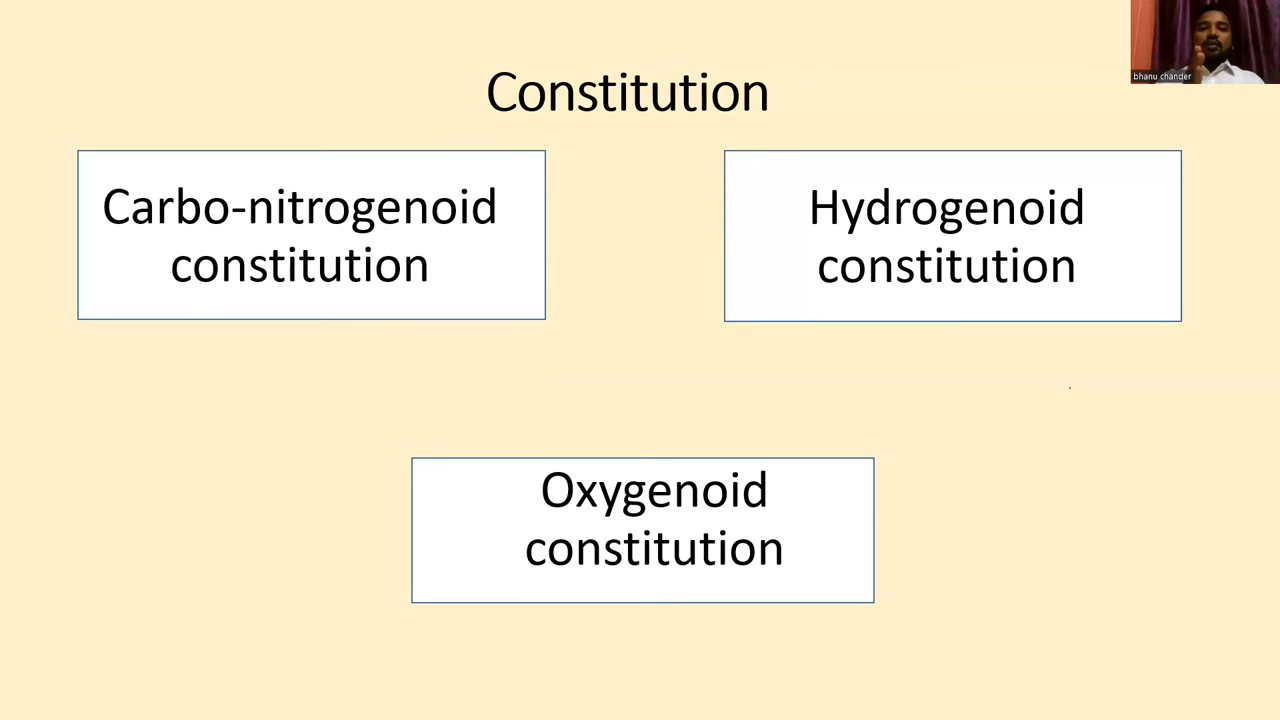 bhanu chander
Constitution
Carbo-nitrogenoid
constitution
Hydrogenoid
constitution
Oxygenoid
constitution